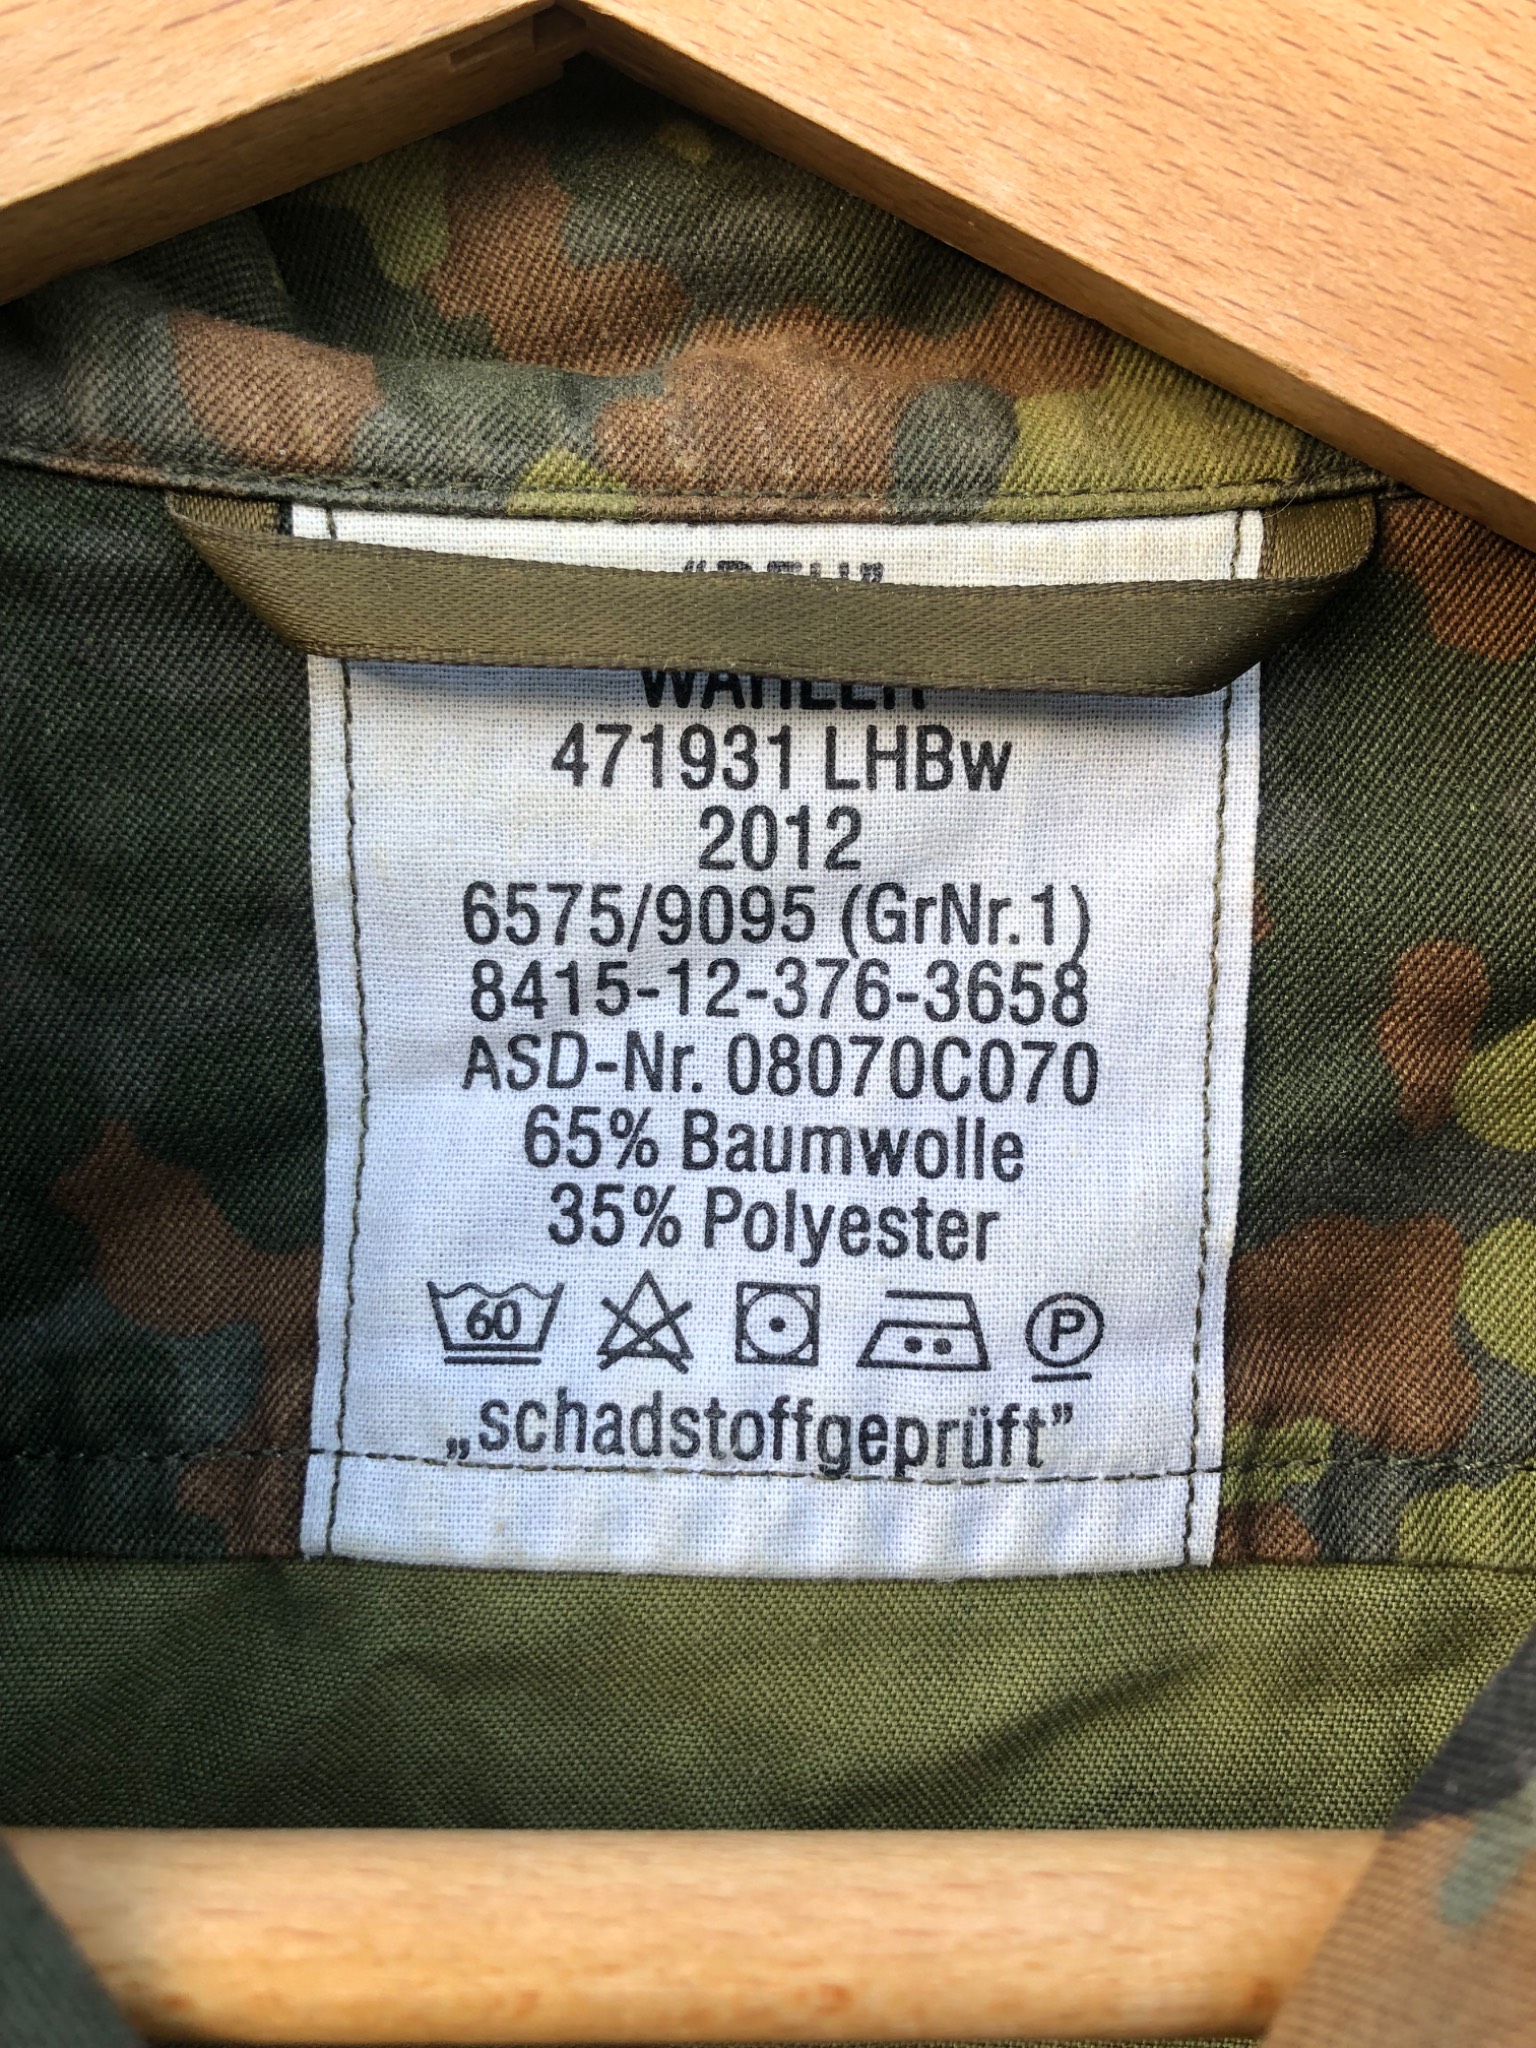 471931 LHBw
2012
6575/9095 (GrNr.1)
8415-12-376-3658
ASD-Nr. 08070C070
65% Baumwolle
35% Polyester
60 P
„schadstoffgeprüft”